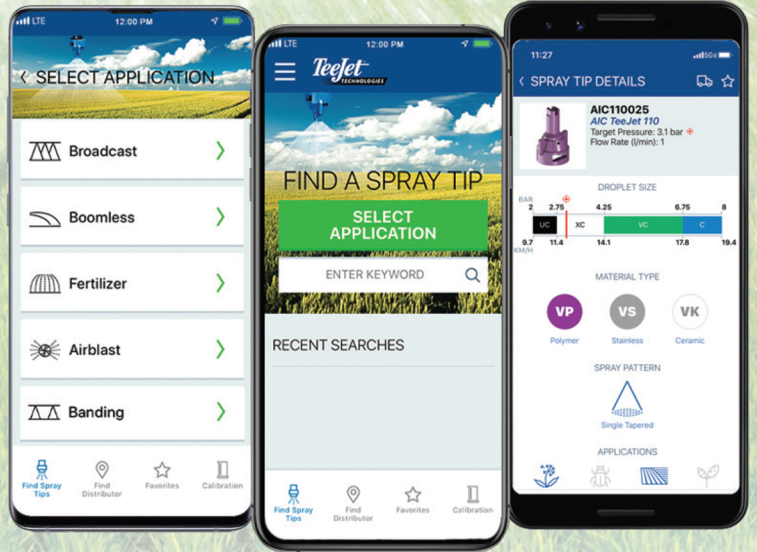 LTE 12:00 PM
SELECT APPLICATION
Broadcast
Boomless
Fertilizer
Airblast
Banding
Find Spray
Tips
Find
Distributor
Favorites
Calibration
LTE 12:00 PM
TeeJet
TECHNOLOGIES
FIND A SPRAY TIP
SELECT
APPLICATION
ENTER KEYWORD
RECENT SEARCHES
Find Spray
Tips
Find
Distributor
Favorites
Calibration
11:27 5G
SPRAY TIP DETAILS
AIC110025
AIC TeeJet 110
Target Pressure: 3.1 bar
Flow Rate (l/min): 1
DROPLET SIZE
BAR
2 2.75 4.25 6.75 8
UC XC VC C
9.7 11.4 14.1 17.8 19.4
KM/H
MATERIAL TYPE
VP VS VK
Polymer Stainless Ceramic
SPRAY PATTERN
Single Tapered
APPLICATIONS